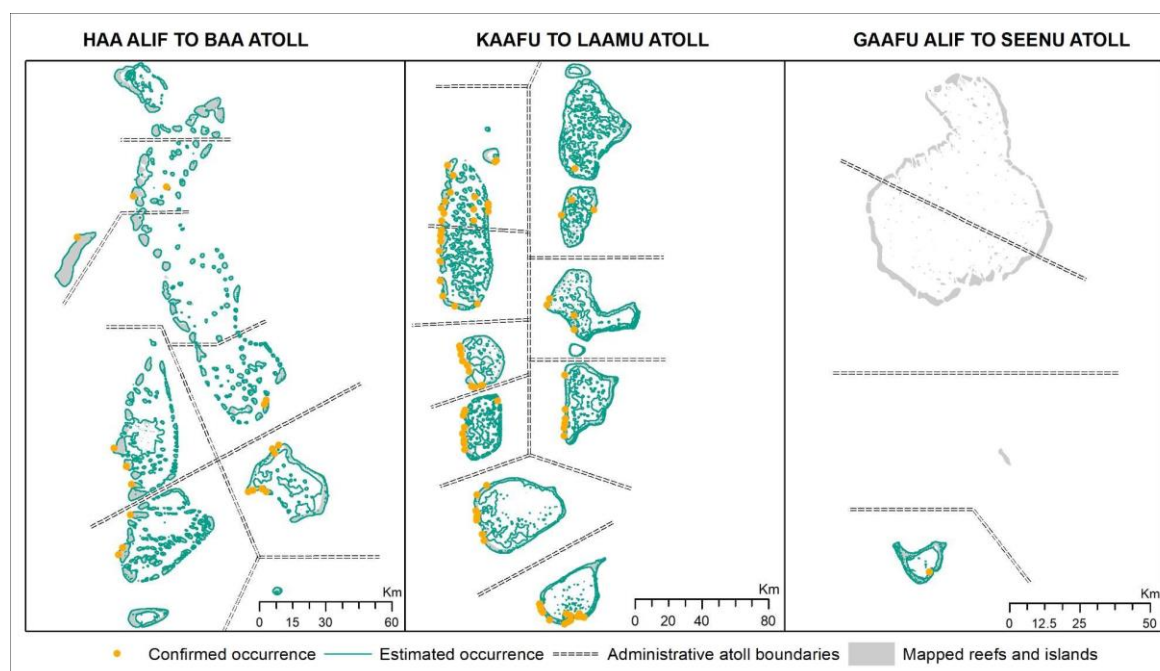 HAA ALIF TO BAA ATOLL
KAAFU TO LAAMU ATOLL
GAAFU ALIF TO SEENU ATOLL
Km
0 15 30 60
Km
0 20 40 80
Km
0 12.5 25 50
Confirmed occurrence
Estimated occurrence
Administrative atoll boundaries
Mapped reefs and islands